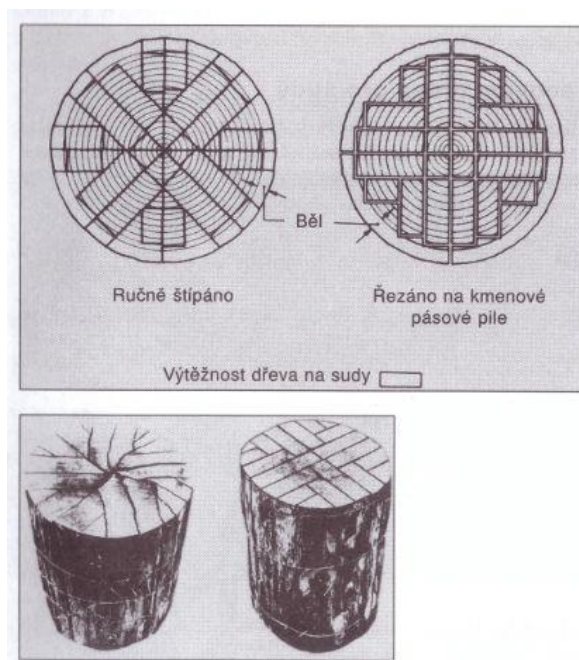 Běl
Ručně štípáno
Řezáno na kmenové
pásové pile
Výtěžnost dřeva na sudy